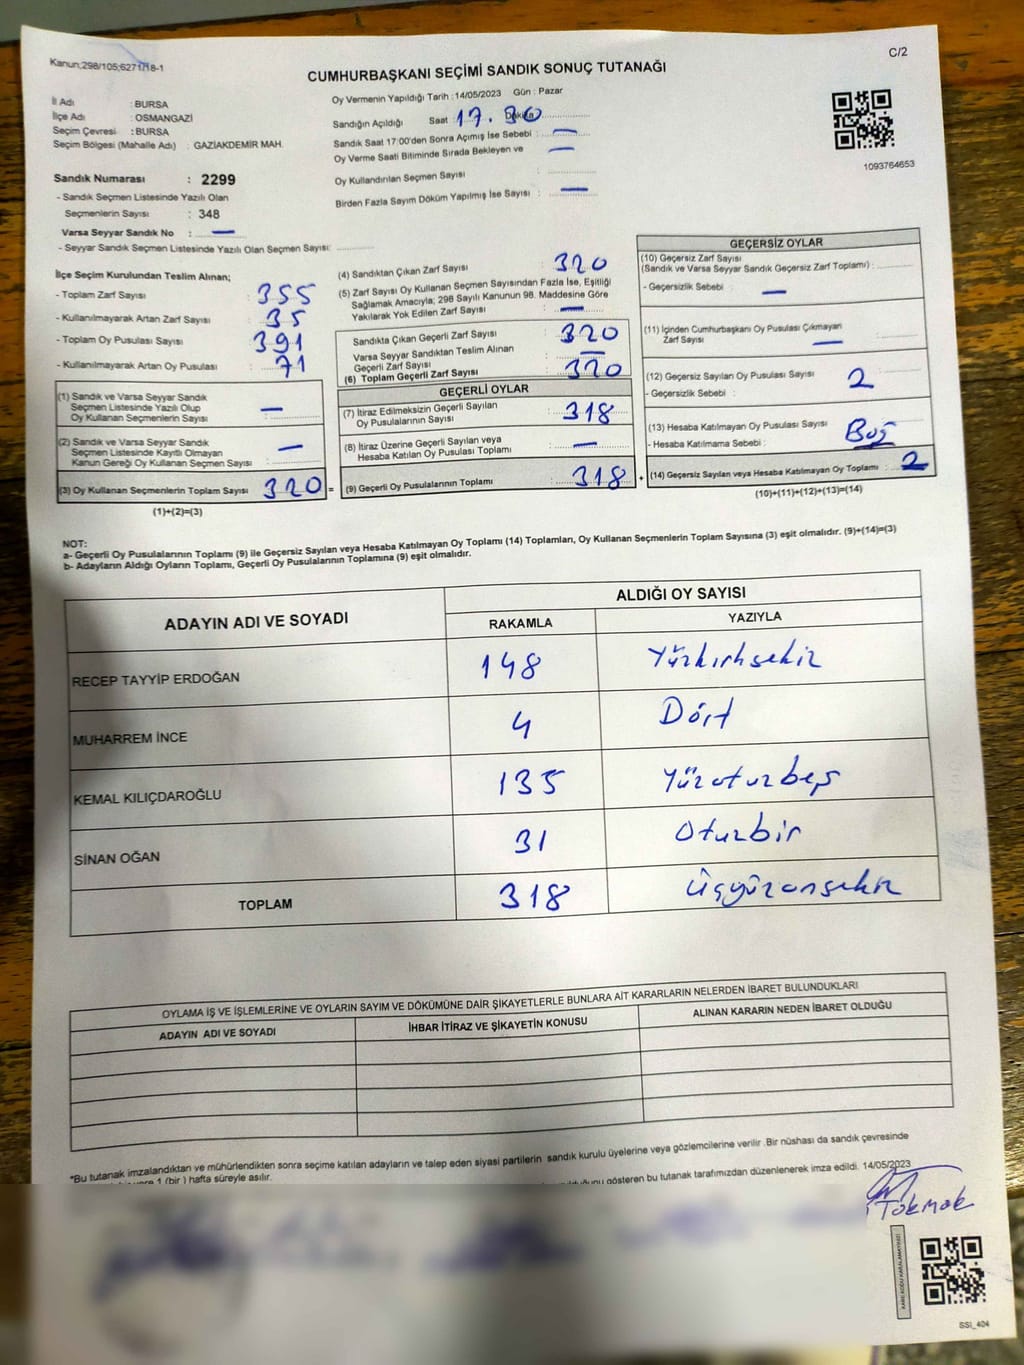 Kanun;298/105;6271/18-1
C/2
CUMHURBAŞKANI SEÇİMİ SANDIK SONUÇ TUTANAĞI
İl Adı : BURSA
İlçe Adı : OSMANGAZİ
Seçim Çevresi : BURSA
Seçim Bölgesi (Mahalle Adı) : GAZİAKDEMİR MAH.
Oy Vermenin Yapıldığı Tarih : 14/05/2023 Gün : Pazar
Sandığın Açıldığı Saat : 17.30 Dakika
Sandık Saat 17:00'den Sonra Açımış İse Sebebi : —
Oy Verme Saati Bitiminde Sırada Bekleyen ve —
Oy Kullandırılan Seçmen Sayısı :
Birden Fazla Sayım Döküm Yapılmış İse Sayısı : —
1093764653
Sandık Numarası : 2299
- Sandık Seçmen Listesinde Yazılı Olan
Seçmenlerin Sayısı : 348
Varsa Seyyar Sandık No : —
- Seyyar Sandık Seçmen Listesinde Yazılı Olan Seçmen Sayısı:
İlçe Seçim Kurulundan Teslim Alınan;
- Toplam Zarf Sayısı : 355
- Kullanılmayarak Artan Zarf Sayısı : 35
- Toplam Oy Pusulası Sayısı : 391
- Kullanılmayarak Artan Oy Pusulası : 71
(1) Sandık ve Varsa Seyyar Sandık
Seçmen Listesinde Yazılı Olup
Oy Kullanan Seçmenlerin Sayısı : —
(2) Sandık ve Varsa Seyyar Sandık
Seçmen Listesinde Kayıtlı Olmayan
Kanun Gereği Oy Kullanan Seçmen Sayısı : —
(3) Oy Kullanan Seçmenlerin Toplam Sayısı 320 =
(1)+(2)=(3)
(4) Sandıktan Çıkan Zarf Sayısı : 320
(5) Zarf Sayısı Oy Kullanan Seçmen Sayısından Fazla İse, Eşitliği
Sağlamak Amacıyla; 298 Sayılı Kanunun 98. Maddesine Göre
Yakılarak Yok Edilen Zarf Sayısı : —
Sandıkta Çıkan Geçerli Zarf Sayısı : 320
Varsa Seyyar Sandıktan Teslim Alınan
Geçerli Zarf Sayısı : —
(6) Toplam Geçerli Zarf Sayısı : 320
GEÇERLİ OYLAR
(7) İtiraz Edilmeksizin Geçerli Sayılan
Oy Pusulalarının Sayısı : 318
(8) İtiraz Üzerine Geçerli Sayılan veya
Hesaba Katılan Oy Pusulası Toplamı : —
(9) Geçerli Oy Pusulalarının Toplamı : 318 +
GEÇERSİZ OYLAR
(10) Geçersiz Zarf Sayısı
(Sandık ve Varsa Seyyar Sandık Geçersiz Zarf Toplamı) :
- Geçersizlik Sebebi : —
(11) İçinden Cumhurbaşkanı Oy Pusulası Çıkmayan
Zarf Sayısı : —
(12) Geçersiz Sayılan Oy Pusulası Sayısı : 2
- Geçersizlik Sebebi :
(13) Hesaba Katılmayan Oy Pusulası Sayısı :
- Hesaba Katılmama Sebebi : Boş
(14) Geçersiz Sayılan veya Hesaba Katılmayan Oy Toplamı : 2
(10)+(11)+(12)+(13)=(14)
NOT:
a- Geçerli Oy Pusulalarının Toplamı (9) ile Geçersiz Sayılan veya Hesaba Katılmayan Oy Toplamı (14) Toplamları, Oy Kullanan Seçmenlerin Toplam Sayısına (3) eşit olmalıdır. (9)+(14)=(3)
b- Adayların Aldığı Oyların Toplamı, Geçerli Oy Pusulalarının Toplamına (9) eşit olmalıdır.
ADAYIN ADI VE SOYADI
ALDIĞI OY SAYISI
RAKAMLA YAZIYLA
RECEP TAYYİP ERDOĞAN 148 Yüzkırksekiz
MUHARREM İNCE 4 Dört
KEMAL KILIÇDAROĞLU 135 Yüzotuzbeş
SİNAN OĞAN 31 Otuzbir
TOPLAM 318 Üçyüzonsekiz
OYLAMA İŞ VE İŞLEMLERİNE VE OYLARIN SAYIM VE DÖKÜMÜNE DAİR ŞİKAYETLERLE BUNLARA AİT KARARLARIN NELERDEN İBARET BULUNDUKLARI
ADAYIN ADI VE SOYADI İHBAR İTİRAZ VE ŞİKAYETİN KONUSU ALINAN KARARIN NEDEN İBARET OLDUĞU
*Bu tutanak imzalandıktan ve mühürlendikten sonra seçime katılan adayların ve talep eden siyasi partilerin sandık kurulu üyelerine veya gözlemcilerine verilir .Bir nüshası da sandık çevresinde
1 (bir ) hafta süreyle asılır.
gösteren bu tutanak tarafımızdan düzenlenerek imza edildi. 14/05/2023
Tokmak
KARE KODU KARALAMAYINIZ!
SSI_404